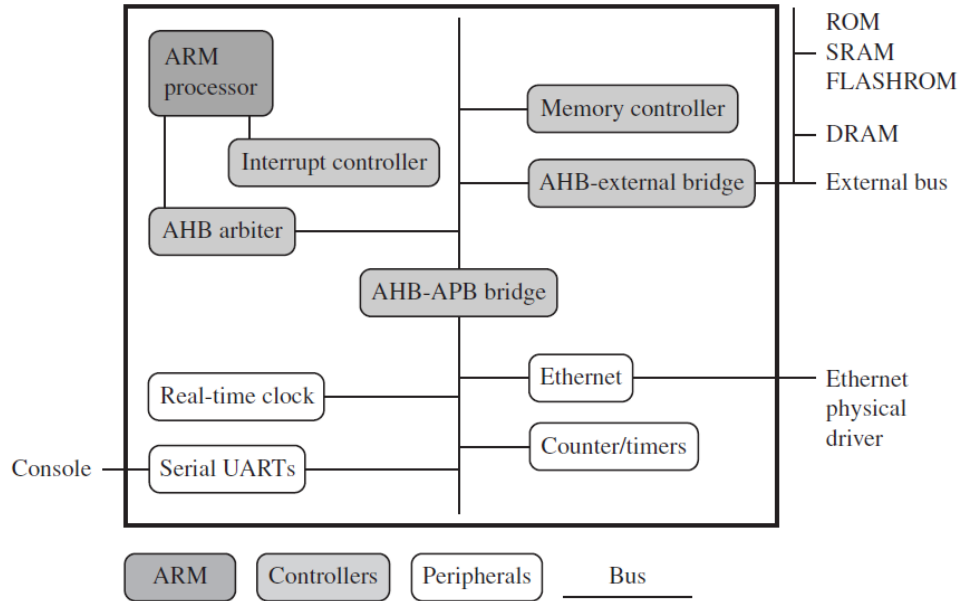 ROM
ARM
SRAM
processor
FLASHROM
Memory controller
DRAM
Interrupt controller
AHB-external bridge
External bus
AHB arbiter
AHB-APB bridge
Ethernet
Ethernet
physical
driver
Real-time clock
Counter/timers
Console
Serial UARTs
ARM
Controllers
Peripherals
Bus